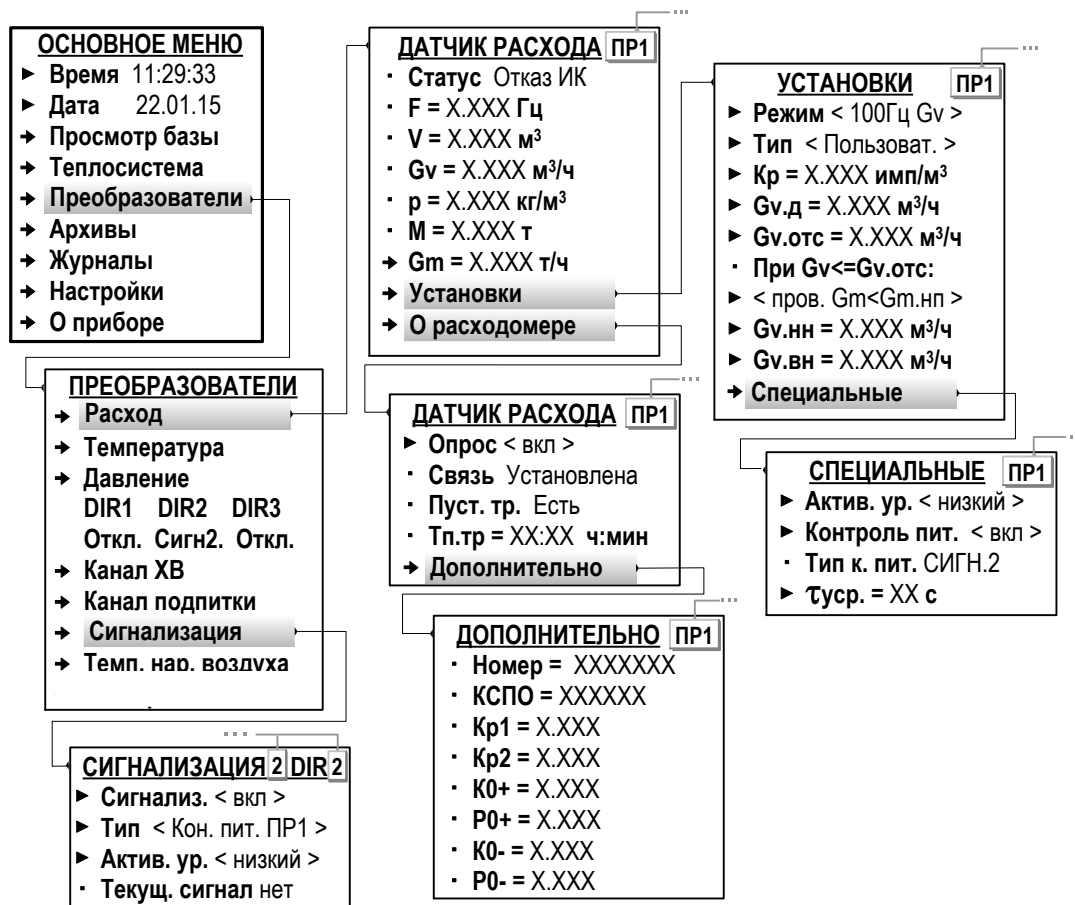 ОСНОВНОЕ МЕНЮ
Время 11:29:33
Дата 22.01.15
Просмотр базы
Теплосистема
Преобразователи
Архивы
Журналы
Настройки
О приборе
ПРЕОБРАЗОВАТЕЛИ
Расход
Температура
Давление
DIR1 DIR2 DIR3
Откл. Сигн2. Откл.
Канал ХВ
Канал подпитки
Сигнализация
Темп. нар. воздуха
СИГНАЛИЗАЦИЯ 2 DIR 2
Сигнализ. < вкл >
Тип < Кон. пит. ПР1 >
Актив. ур. < низкий >
Текущ. сигнал нет
ДАТЧИК РАСХОДА ПР1
Статус Отказ ИК
F = X.XXX Гц
V = X.XXX м³
Gv = X.XXX м³/ч
p = X.XXX кг/м³
M = X.XXX т
Gm = X.XXX т/ч
Установки
О расходомере
ДАТЧИК РАСХОДА ПР1
Опрос < вкл >
Связь Установлена
Пуст. тр. Есть
Тп.тр = XX:XX ч:мин
Дополнительно
ДОПОЛНИТЕЛЬНО ПР1
Номер = XXXXXXX
КСПО = XXXXXX
Кр1 = X.XXX
Кр2 = X.XXX
К0+ = X.XXX
Р0+ = X.XXX
К0- = X.XXX
Р0- = X.XXX
УСТАНОВКИ ПР1
Режим < 100Гц Gv >
Тип < Пользоват. >
Кр = X.XXX имп/м³
Gv.д = X.XXX м³/ч
Gv.отс = X.XXX м³/ч
При Gv<=Gv.отс:
< пров. Gm<Gm.нп >
Gv.нн = X.XXX м³/ч
Gv.вн = X.XXX м³/ч
Специальные
СПЕЦИАЛЬНЫЕ ПР1
Актив. ур. < низкий >
Контроль пит. < вкл >
Тип к. пит. СИГН.2
τуср. = XX с